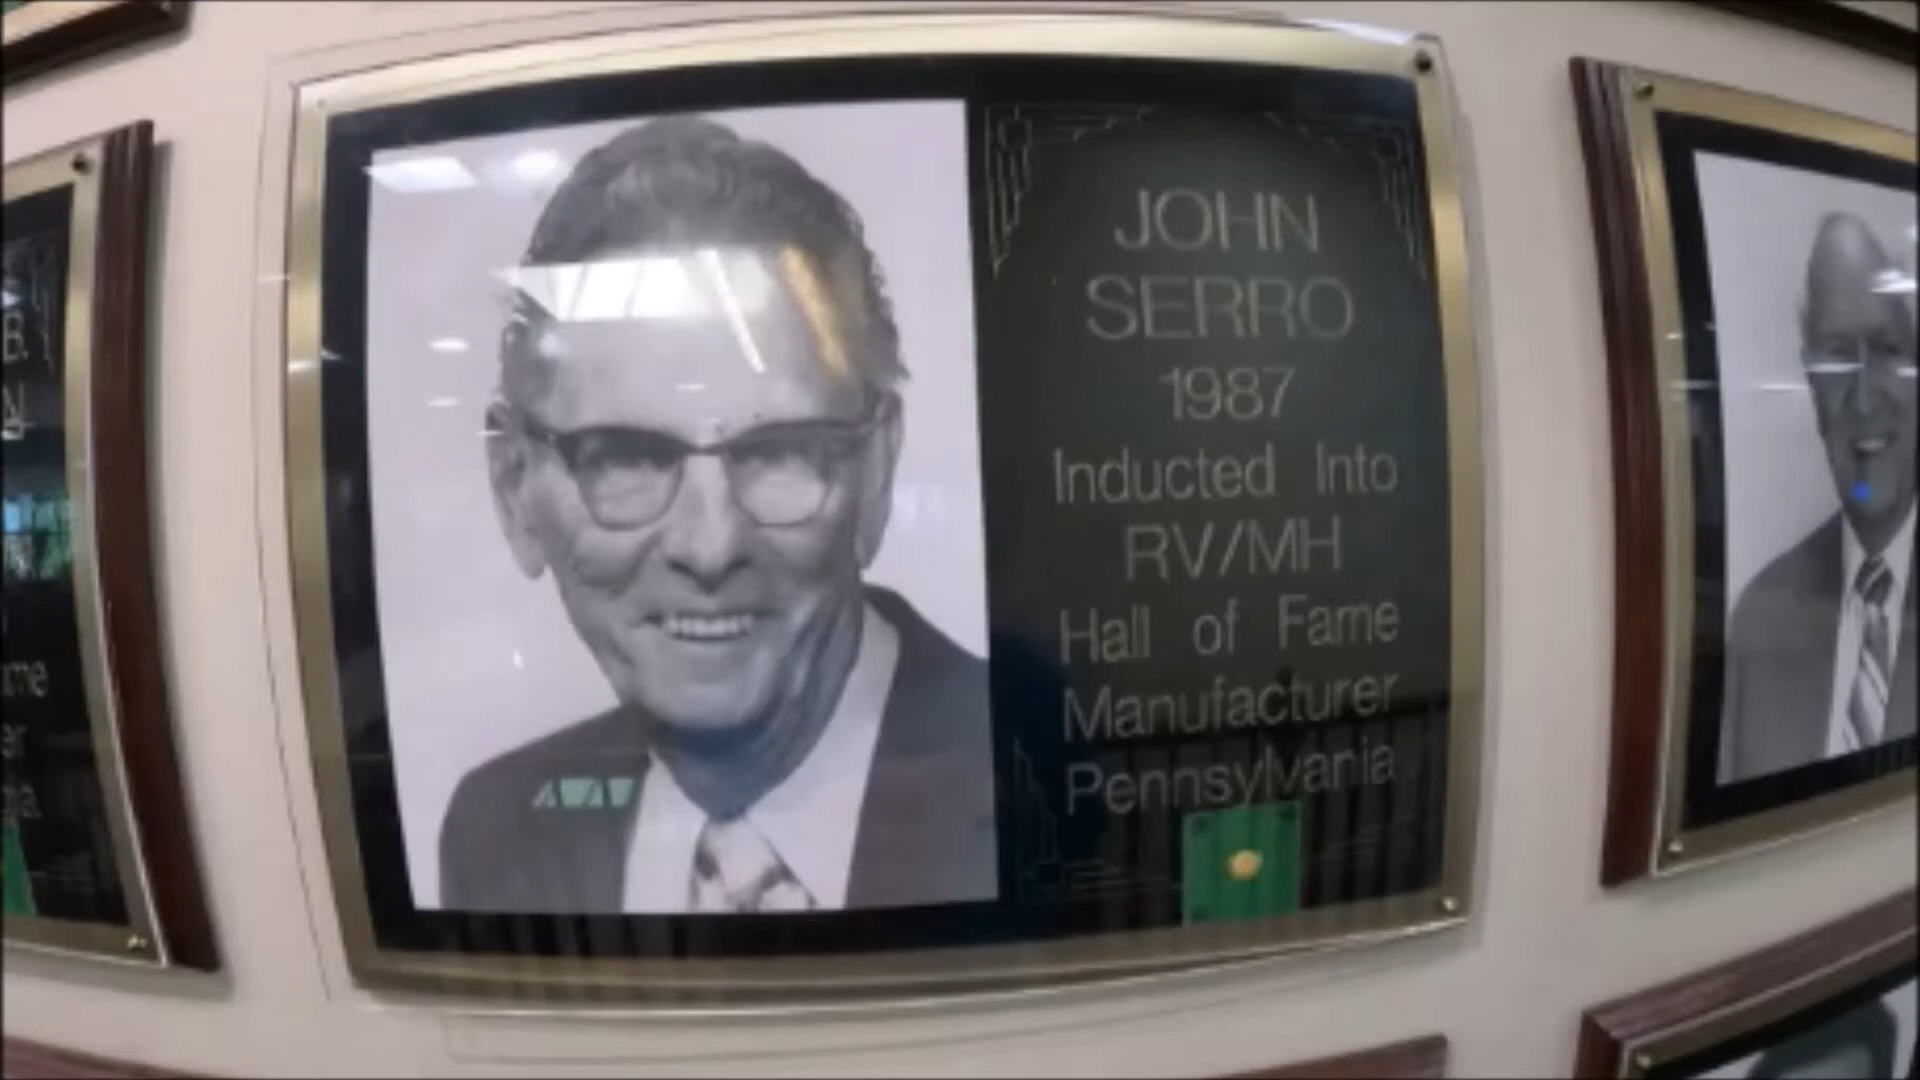 JOHN
SERRO
1987
Inducted Into
RV/MH
Hall of Fame
Manufacturer
Pennsylvania
B.
N